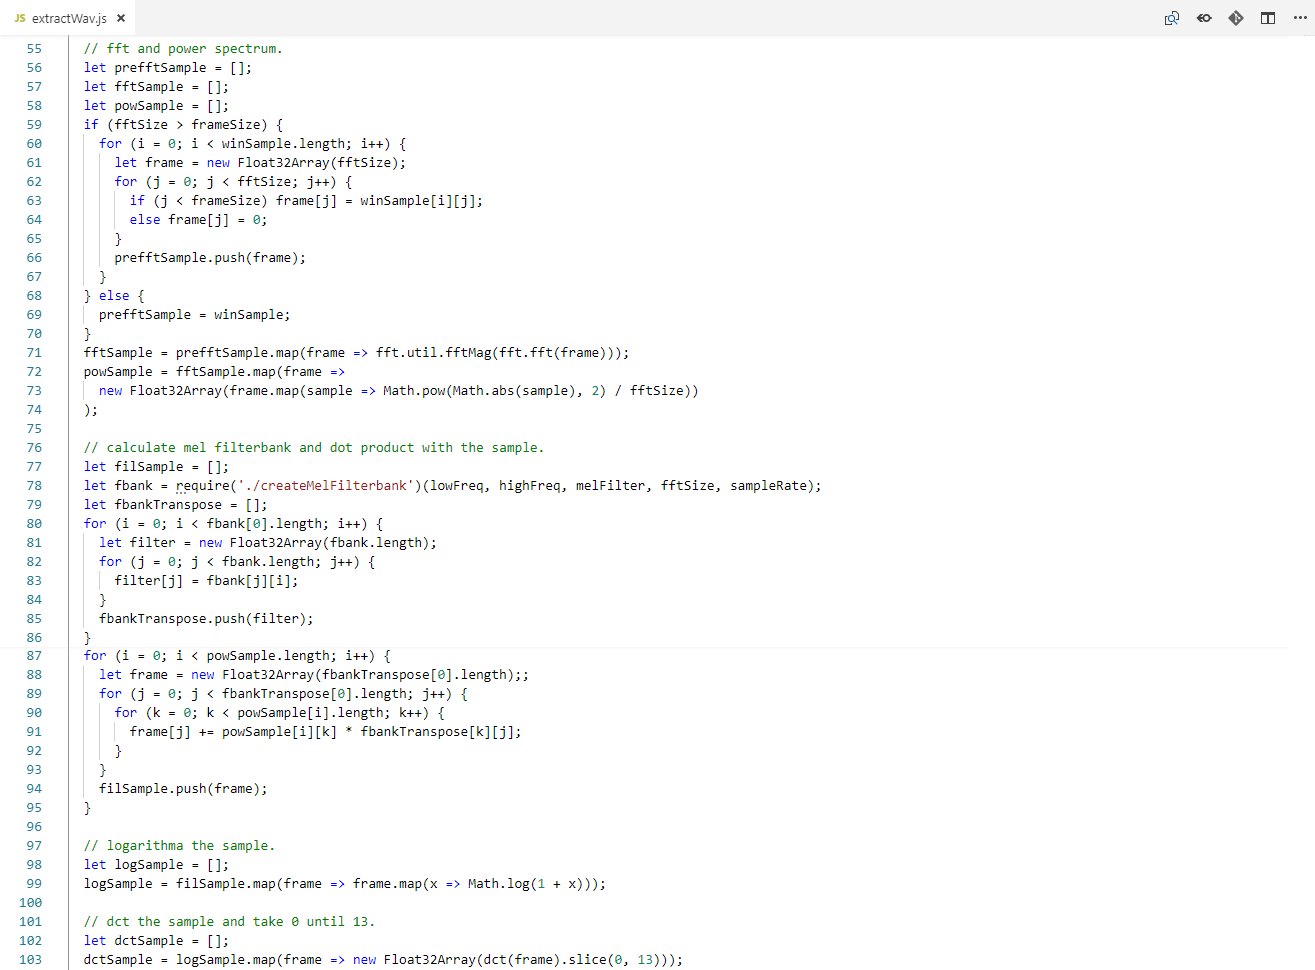 JS extractWav.js ×
55 // fft and power spectrum.
56 let prefftSample = [];
57 let fftSample = [];
58 let powSample = [];
59 if (fftSize > frameSize) {
60 for (i = 0; i < winSample.length; i++) {
61 let frame = new Float32Array(fftSize);
62 for (j = 0; j < fftSize; j++) {
63 if (j < frameSize) frame[j] = winSample[i][j];
64 else frame[j] = 0;
65 }
66 prefftSample.push(frame);
67 }
68 } else {
69 prefftSample = winSample;
70 }
71 fftSample = prefftSample.map(frame => fft.util.fftMag(fft.fft(frame)));
72 powSample = fftSample.map(frame =>
73 new Float32Array(frame.map(sample => Math.pow(Math.abs(sample), 2) / fftSize))
74 );
75
76 // calculate mel filterbank and dot product with the sample.
77 let filSample = [];
78 let fbank = require('./createMelFilterbank')(lowFreq, highFreq, melFilter, fftSize, sampleRate);
79 let fbankTranspose = [];
80 for (i = 0; i < fbank[0].length; i++) {
81 let filter = new Float32Array(fbank.length);
82 for (j = 0; j < fbank.length; j++) {
83 filter[j] = fbank[j][i];
84 }
85 fbankTranspose.push(filter);
86 }
87 for (i = 0; i < powSample.length; i++) {
88 let frame = new Float32Array(fbankTranspose[0].length);;
89 for (j = 0; j < fbankTranspose[0].length; j++) {
90 for (k = 0; k < powSample[i].length; k++) {
91 frame[j] += powSample[i][k] * fbankTranspose[k][j];
92 }
93 }
94 filSample.push(frame);
95 }
96
97 // logarithma the sample.
98 let logSample = [];
99 logSample = filSample.map(frame => frame.map(x => Math.log(1 + x)));
100
101 // dct the sample and take 0 until 13.
102 let dctSample = [];
103 dctSample = logSample.map(frame => new Float32Array(dct(frame).slice(0, 13)));